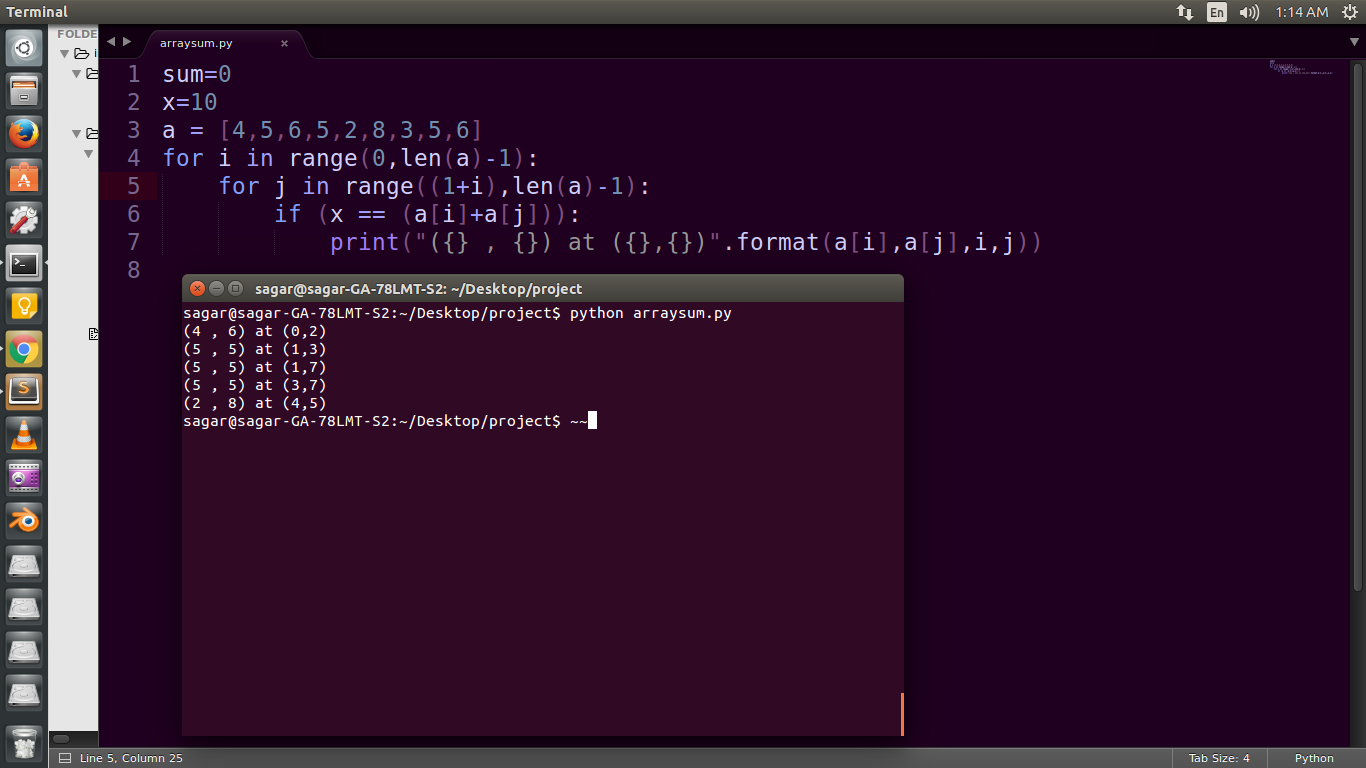 Terminal
En
1:14 AM
FOLDE
i
arraysum.py ×
1 sum=0
2 x=10
3 a = [4,5,6,5,2,8,3,5,6]
4 for i in range(0,len(a)-1):
5 for j in range((1+i),len(a)-1):
6 if (x == (a[i]+a[j])):
7 print("({} , {}) at ({},{})".format(a[i],a[j],i,j))
8
sagar@sagar-GA-78LMT-S2: ~/Desktop/project
sagar@sagar-GA-78LMT-S2:~/Desktop/project$ python arraysum.py
(4 , 6) at (0,2)
(5 , 5) at (1,3)
(5 , 5) at (1,7)
(5 , 5) at (3,7)
(2 , 8) at (4,5)
sagar@sagar-GA-78LMT-S2:~/Desktop/project$ ~~
Line 5, Column 25
Tab Size: 4
Python